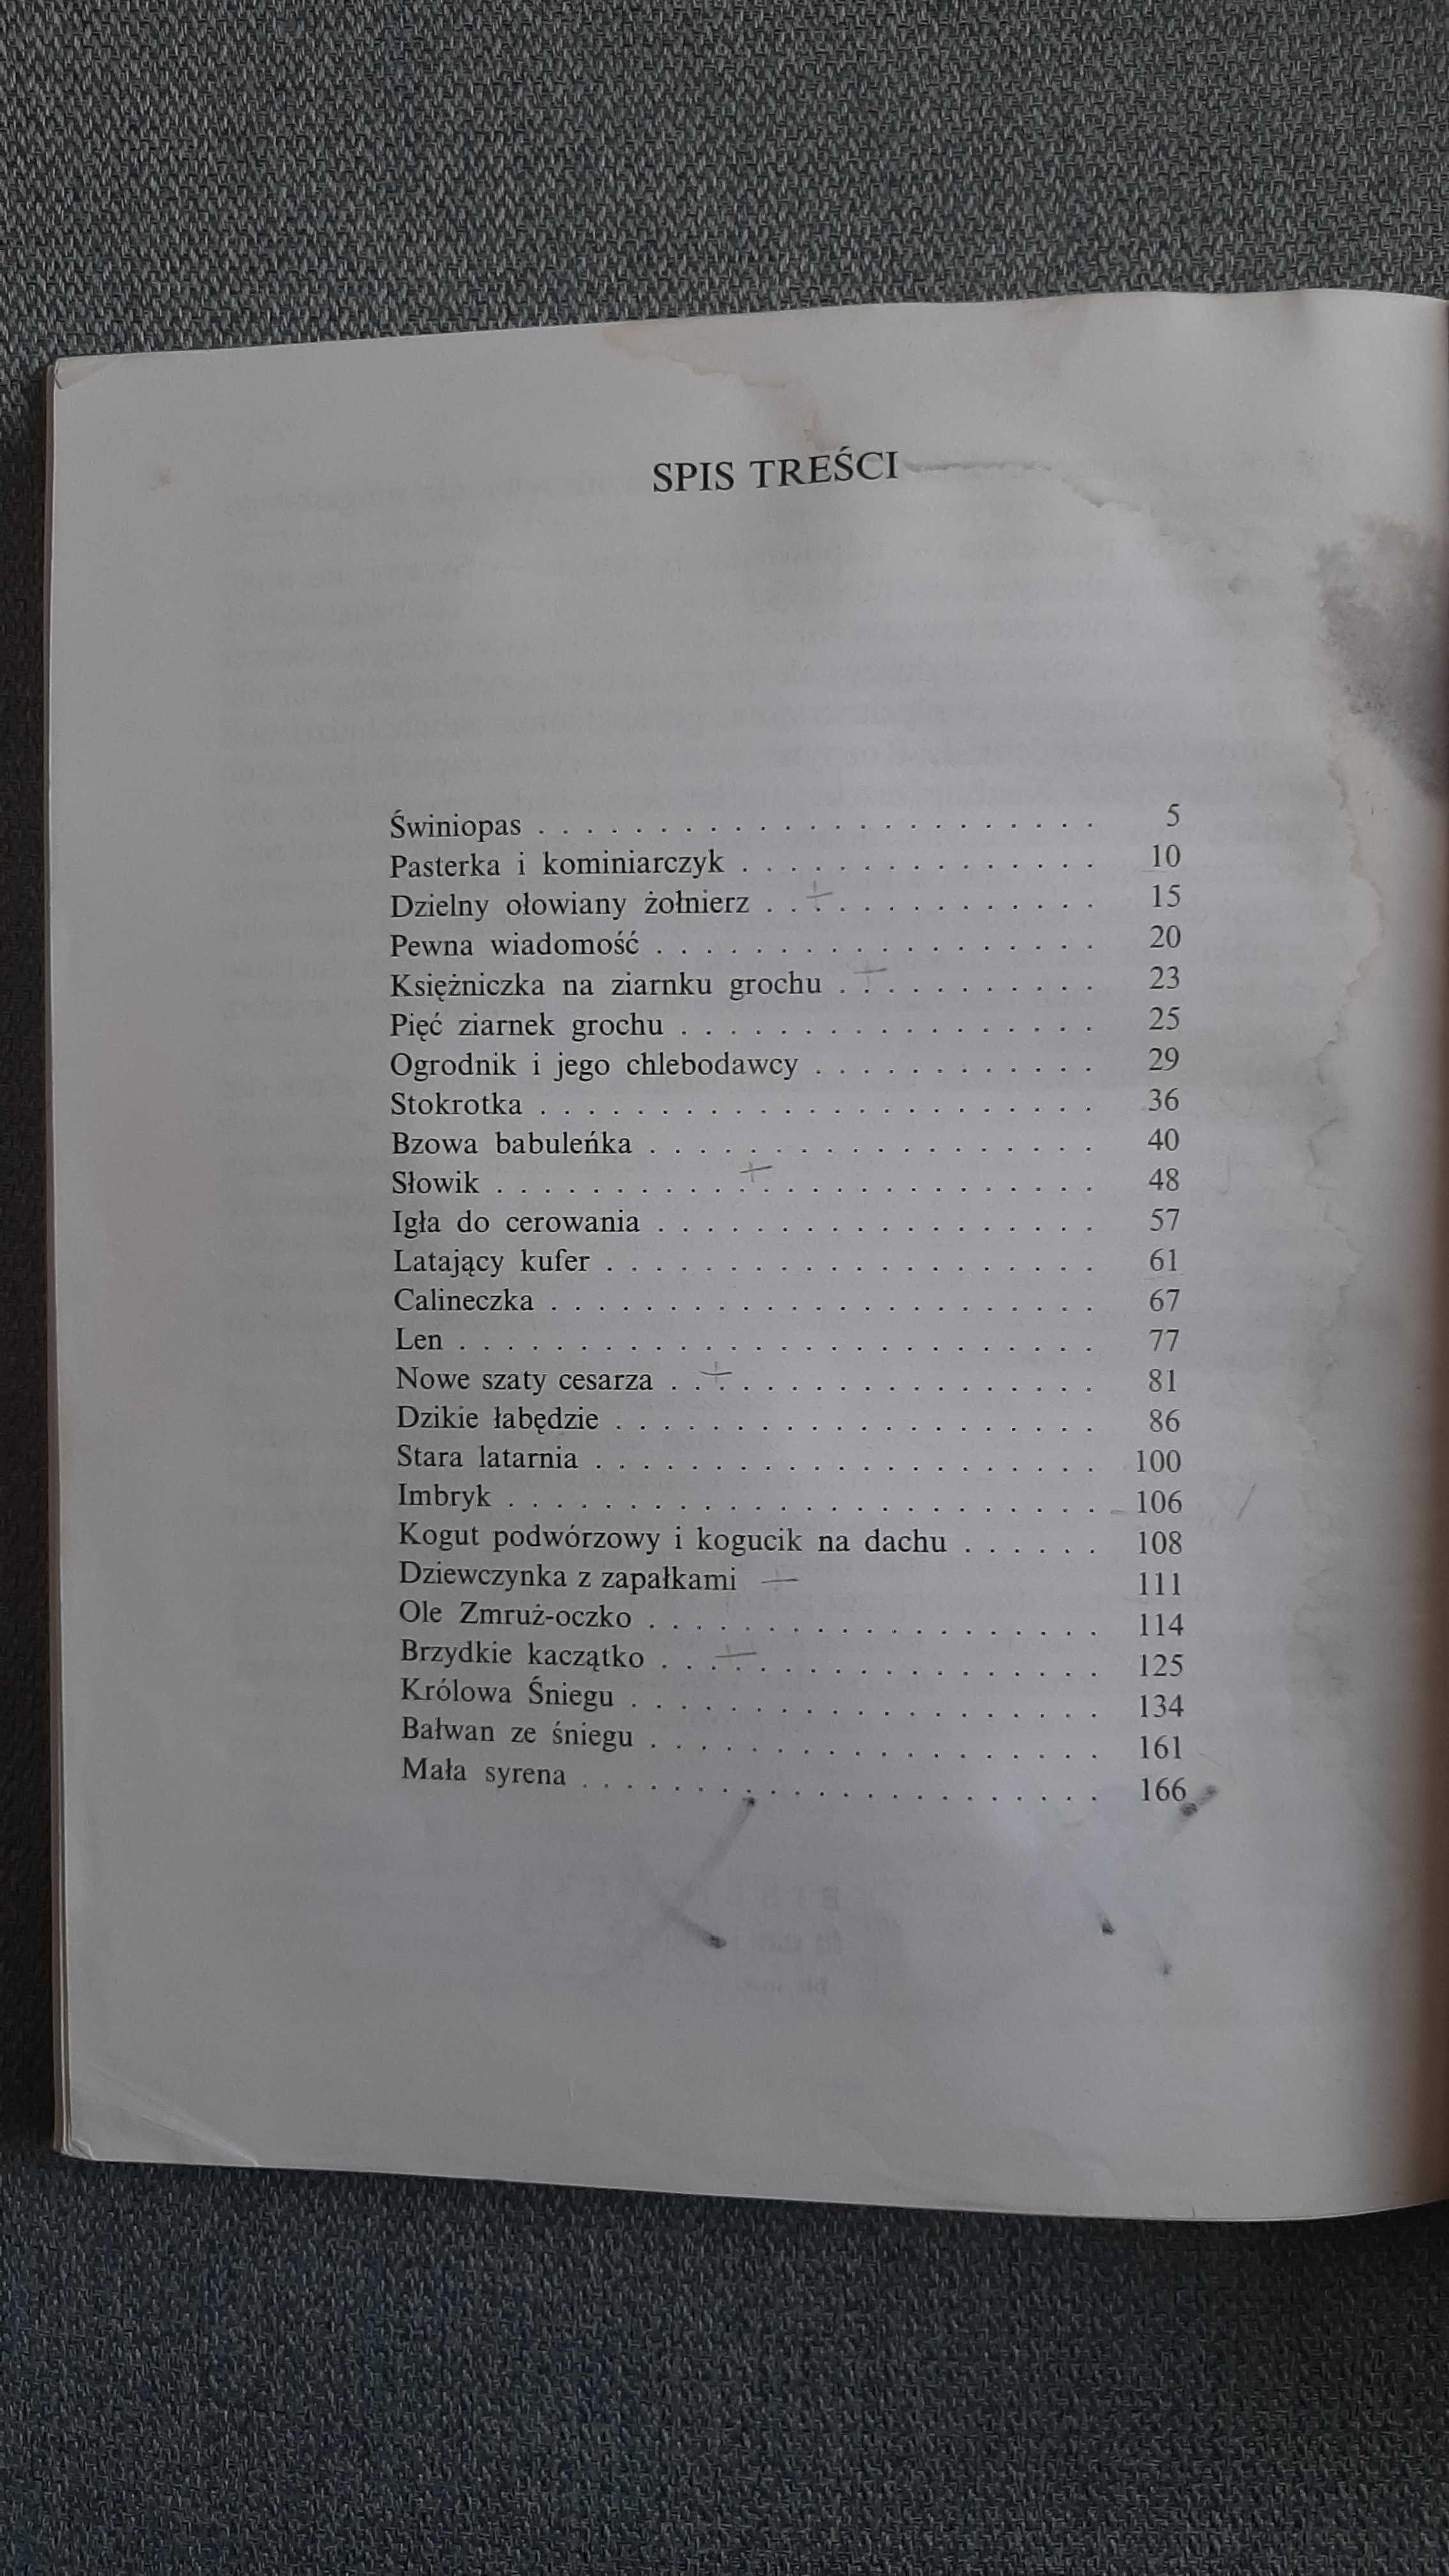 SPIS TREŚCI
Świniopas . . . . . . . . . . . . . . . . . . . . . . . 5
Pasterka i kominiarczyk . . . . . . . . . . . . . . . 10
Dzielny ołowiany żołnierz . . + . . . . . . . . . . . 15
Pewna wiadomość . . . . . . . . . . . . . . . . . . . 20
Księżniczka na ziarnku grochu . + . . . . . . . . . 23
Pięć ziarnek grochu . . . . . . . . . . . . . . . . . . 25
Ogrodnik i jego chlebodawcy . . . . . . . . . . . . 29
Stokrotka . . . . . . . . . . . . . . . . . . . . . . . 36
Bzowa babuleńka . . . . . . . . . . . . . . . . . . . 40
Słowik . . . . . . . . . . . + . . . . . . . . . . . . . 48
Igła do cerowania . . . . . . . . . . . . . . . . . . . 57
Latający kufer . . . . . . . . . . . . . . . . . . . . . 61
Calineczka . . . . . . . . . . . . . . . . . . . . . . . 67
Len . . . . . . . . . . . . . . . . . . . . . . . . . . . 77
Nowe szaty cesarza . + . . . . . . . . . . . . . . . . 81
Dzikie łabędzie . . . . . . . . . . . . . . . . . . . . 86
Stara latarnia . . . . . . . . . . . . . . . . . . . . . 100
Imbryk . . . . . . . . . . . . . . . . . . . . . . . . . 106
Kogut podwórzowy i kogucik na dachu . . . . . . 108
Dziewczynka z zapałkami + 111
Ole Zmruż-oczko . . . . . . . . . . . . . . . . . . . 114
Brzydkie kaczątko . . . + . . . . . . . . . . . . . . . 125
Królowa Śniegu . . . . . . . . . . . . . . . . . . . . 134
Bałwan ze śniegu . . . . . . . . . . . . . . . . . . . 161
Mała syrena . . . . . . . . . . . . . . . . . . . . . . 166